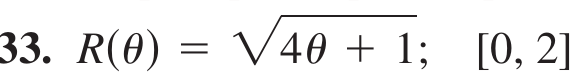 33. R(θ) = √4θ + 1; [0, 2]